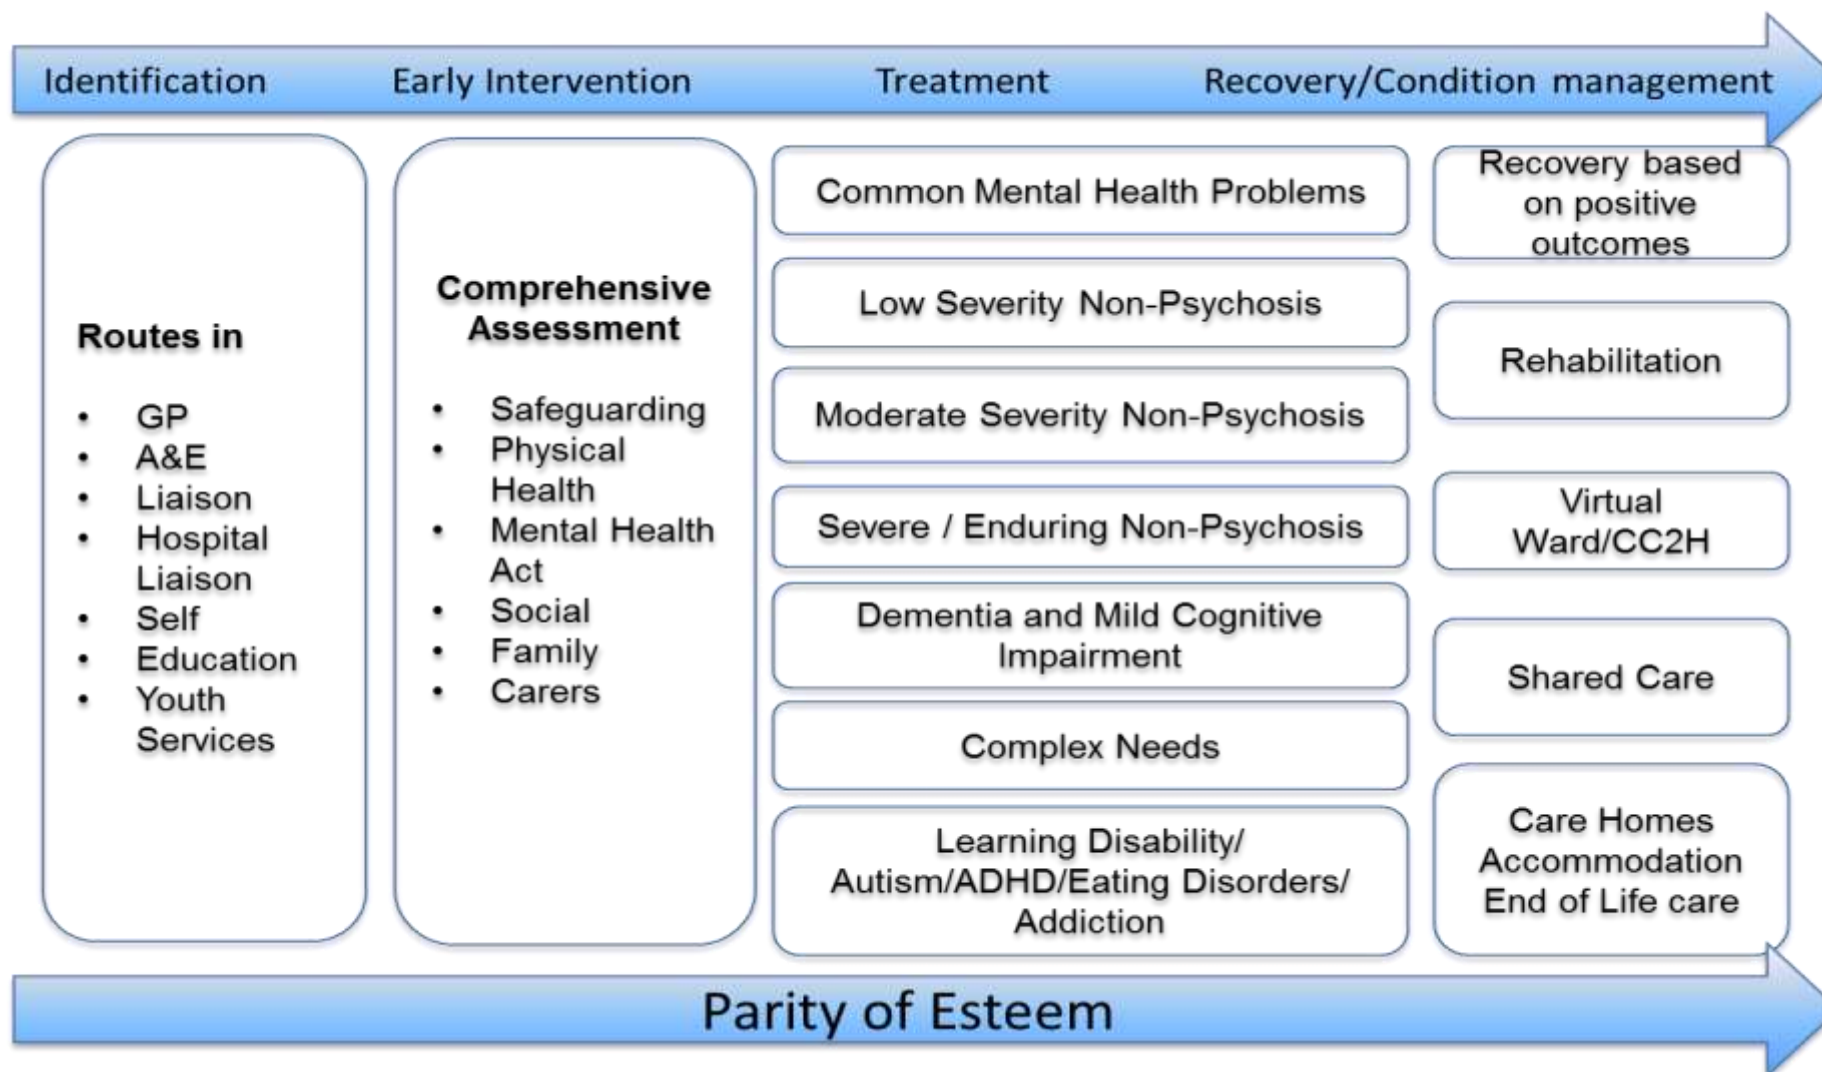 Identification Early Intervention Treatment Recovery/Condition management
Routes in
• GP
• A&E
• Liaison
• Hospital
Liaison
• Self
• Education
• Youth
Services
Comprehensive
Assessment
• Safeguarding
• Physical
Health
• Mental Health
Act
• Social
• Family
• Carers
Common Mental Health Problems
Low Severity Non-Psychosis
Moderate Severity Non-Psychosis
Severe / Enduring Non-Psychosis
Dementia and Mild Cognitive
Impairment
Complex Needs
Learning Disability/
Autism/ADHD/Eating Disorders/
Addiction
Recovery based
on positive
outcomes
Rehabilitation
Virtual
Ward/CC2H
Shared Care
Care Homes
Accommodation
End of Life care
Parity of Esteem